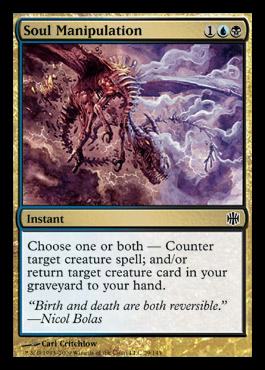 Soul Manipulation 1
Instant
Choose one or both — Counter
target creature spell; and/or
return target creature card in your
graveyard to your hand.
“Birth and death are both reversible.”
—Nicol Bolas
Carl Critchlow